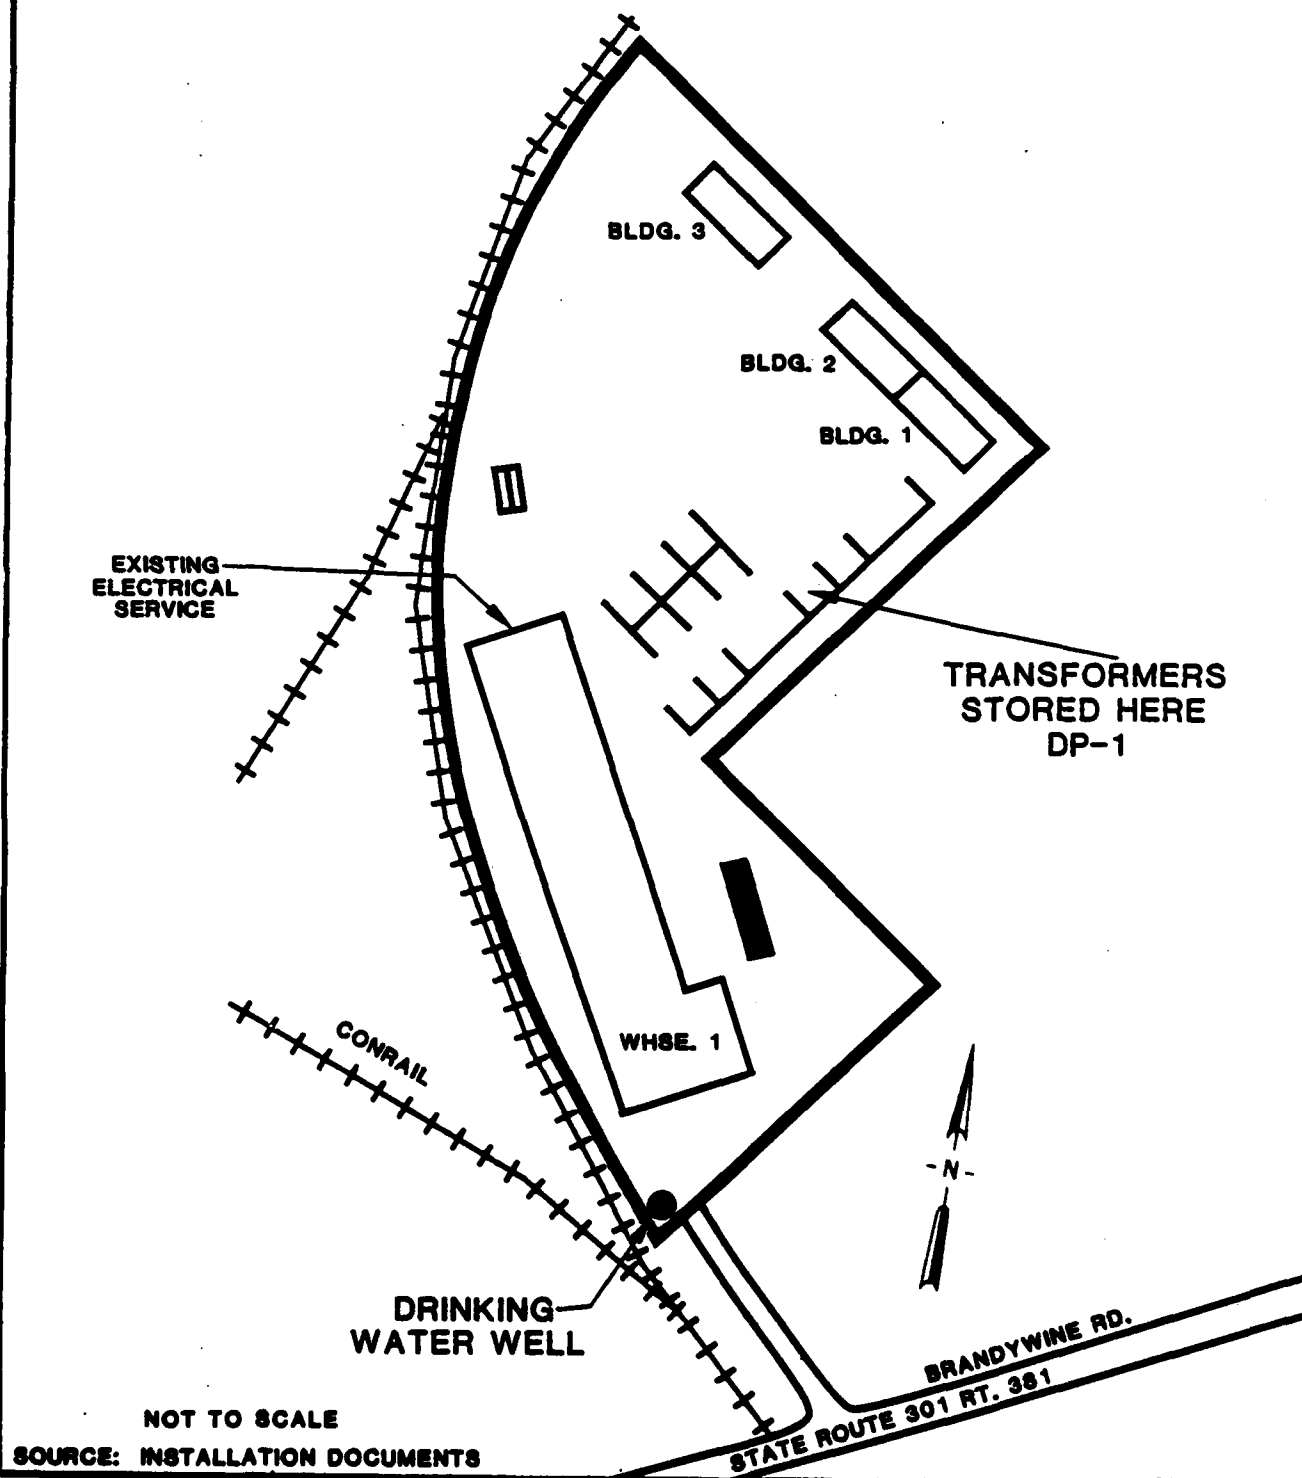 BLDG. 3
BLDG. 2
BLDG. 1
EXISTING
ELECTRICAL
SERVICE
TRANSFORMERS
STORED HERE
DP-1
WHSE. 1
CONRAIL
-N-
DRINKING
WATER WELL
BRANDYWINE RD.
STATE ROUTE 301 RT. 381
NOT TO SCALE
SOURCE: INSTALLATION DOCUMENTS